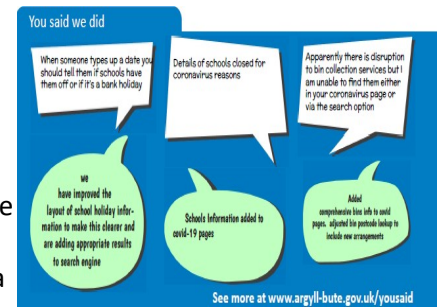 You said we did
When someone types up a date you
should tell them if schools have
them off or if it's a bank holiday
Details of schools closed for
coronavirus reasons
Apparently there is disruption
to bin collection services but I
am unable to find them either
in your coronavirus page or
via the search option
we
have improved the
layout of school holiday infor-
mation to make this clearer and
are adding appropriate results
to search engine
Schools Information added to
covid-19 pages
Added
comprehensive bins info to covid
pages, adjusted bin postcode lookup to
include new arrangements
See more at www.argyll-bute.gov.uk/yousaid
e
a